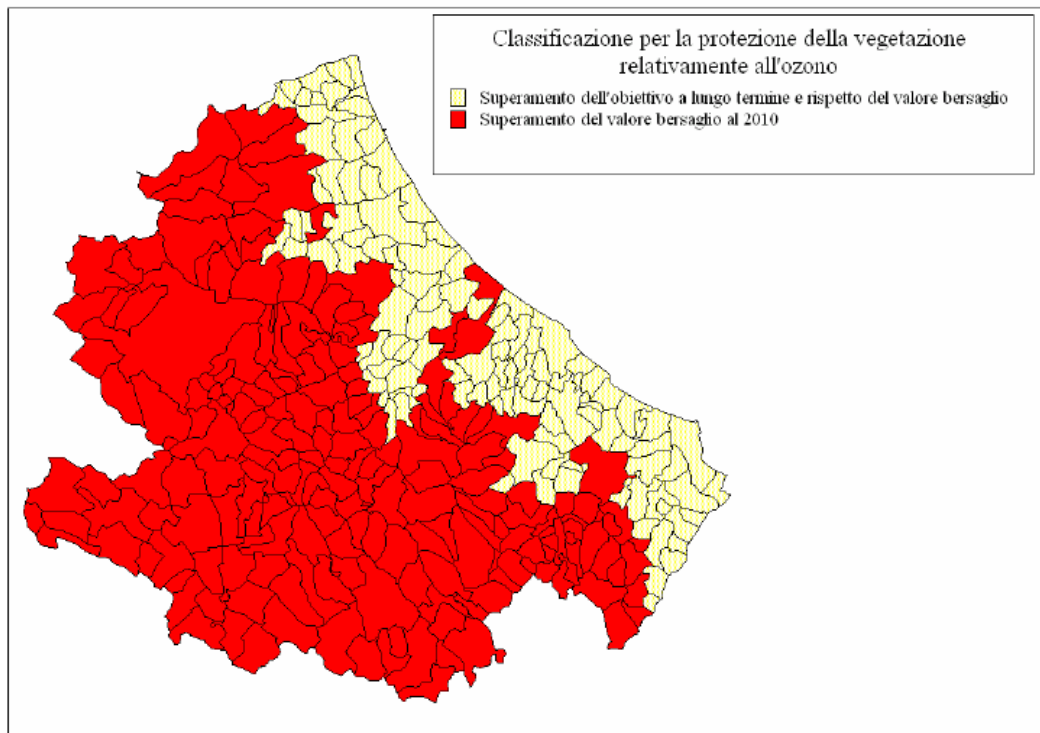 Classificazione per la protezione della vegetazione
relativamente all'ozono
Superamento dell'obiettivo a lungo termine e rispetto del valore bersaglio
Superamento del valore bersaglio al 2010